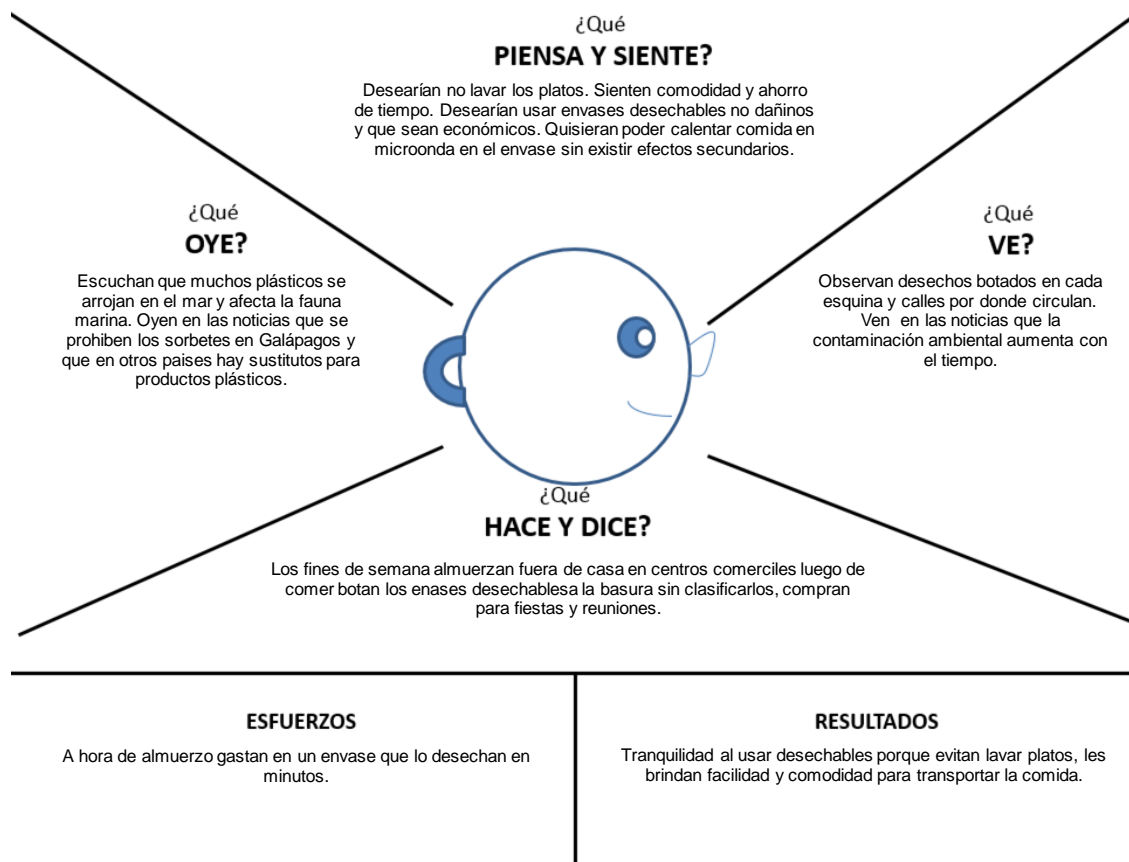 ¿Qué
PIENSA Y SIENTE?
Desearían no lavar los platos. Sienten comodidad y ahorro
de tiempo. Desearían usar envases desechables no dañinos
y que sean económicos. Quisieran poder calentar comida en
microonda en el envase sin existir efectos secundarios.
¿Qué
OYE?
Escuchan que muchos plásticos se
arrojan en el mar y afecta la fauna
marina. Oyen en las noticias que se
prohiben los sorbetes en Galápagos y
que en otros paises hay sustitutos para
productos plásticos.
¿Qué
VE?
Observan desechos botados en cada
esquina y calles por donde circulan.
Ven en las noticias que la
contaminación ambiental aumenta con
el tiempo.
¿Qué
HACE Y DICE?
Los fines de semana almuerzan fuera de casa en centros comerciles luego de
comer botan los enases desechablesa la basura sin clasificarlos, compran
para fiestas y reuniones.
ESFUERZOS
A hora de almuerzo gastan en un envase que lo desechan en
minutos.
RESULTADOS
Tranquilidad al usar desechables porque evitan lavar platos, les
brindan facilidad y comodidad para transportar la comida.